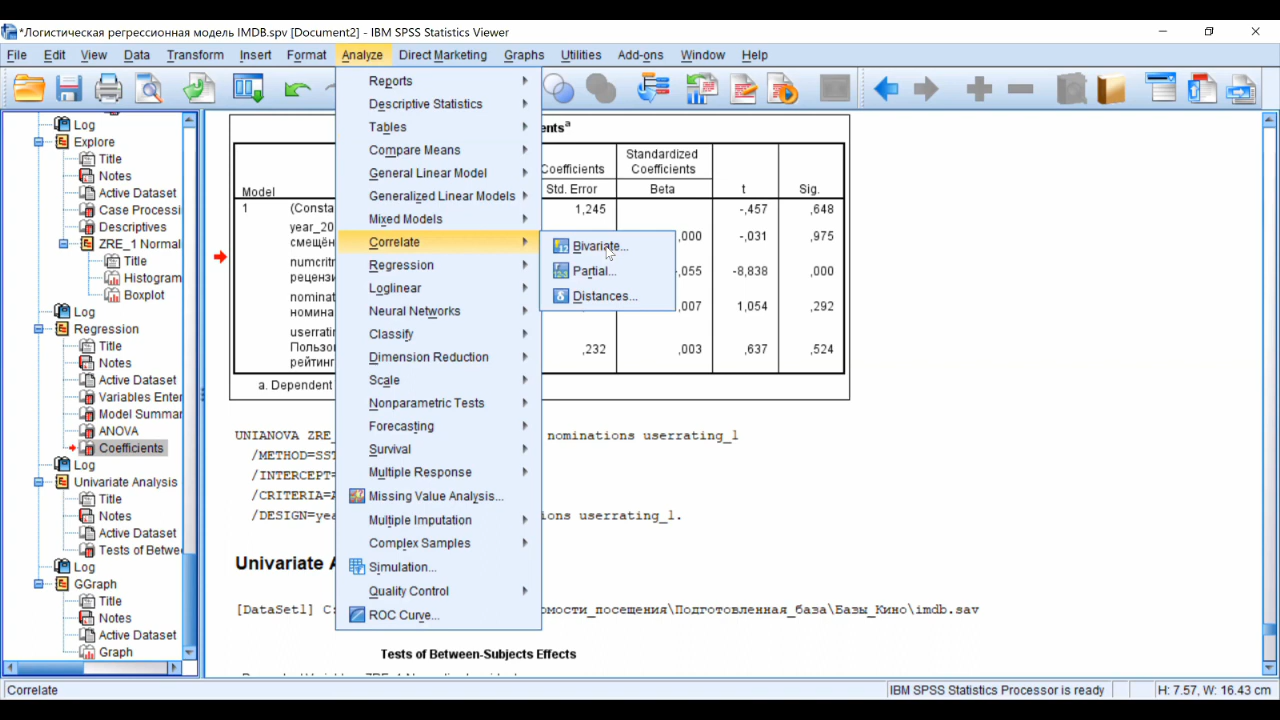 *Логистическая регрессионная модель IMDB.spv [Document2] - IBM SPSS Statistics Viewer
File Edit View Data Transform Insert Format Analyze Direct Marketing Graphs Utilities Add-ons Window Help
Log
Explore
Title
Notes
Active Dataset
Case Processi
Descriptives
ZRE_1 Normal
Title
Histogram
Boxplot
Log
Regression
Title
Notes
Active Dataset
Variables Enter
Model Summar
ANOVA
Coefficients
Log
Univariate Analysis
Title
Notes
Active Dataset
Tests of Betwe
Log
GGraph
Title
Notes
Active Dataset
Graph
Reports
Descriptive Statistics
Tables
Compare Means
General Linear Model
Generalized Linear Models
Mixed Models
Correlate
Regression
Loglinear
Neural Networks
Classify
Dimension Reduction
Scale
Nonparametric Tests
Forecasting
Survival
Multiple Response
Missing Value Analysis...
Multiple Imputation
Complex Samples
Simulation...
Quality Control
ROC Curve...
Bivariate...
Partial...
Distances...
entsa
Coefficients Standardized Coefficients
Model Std. Error Beta t Sig.
1 (Consta 1,245 -,457 ,648
year_20 смещён ,000 -,031 ,975
numcritr рецензи -,055 -8,838 ,000
nominat номина ,007 1,054 ,292
userratin Пользо рейтинг ,232 ,003 ,637 ,524
a. Dependent
UNIANOVA ZRE_ nominations userrating_1
/METHOD=SST
/INTERCEPT=
/CRITERIA=A
/DESIGN=yea ions userrating_1.
Univariate A
[DataSet1] C: омости_посещения\Подготовленная_база\Базы_Кино\imdb.sav
Tests of Between-Subjects Effects
Correlate IBM SPSS Statistics Processor is ready H: 7.57, W: 16.43 cm